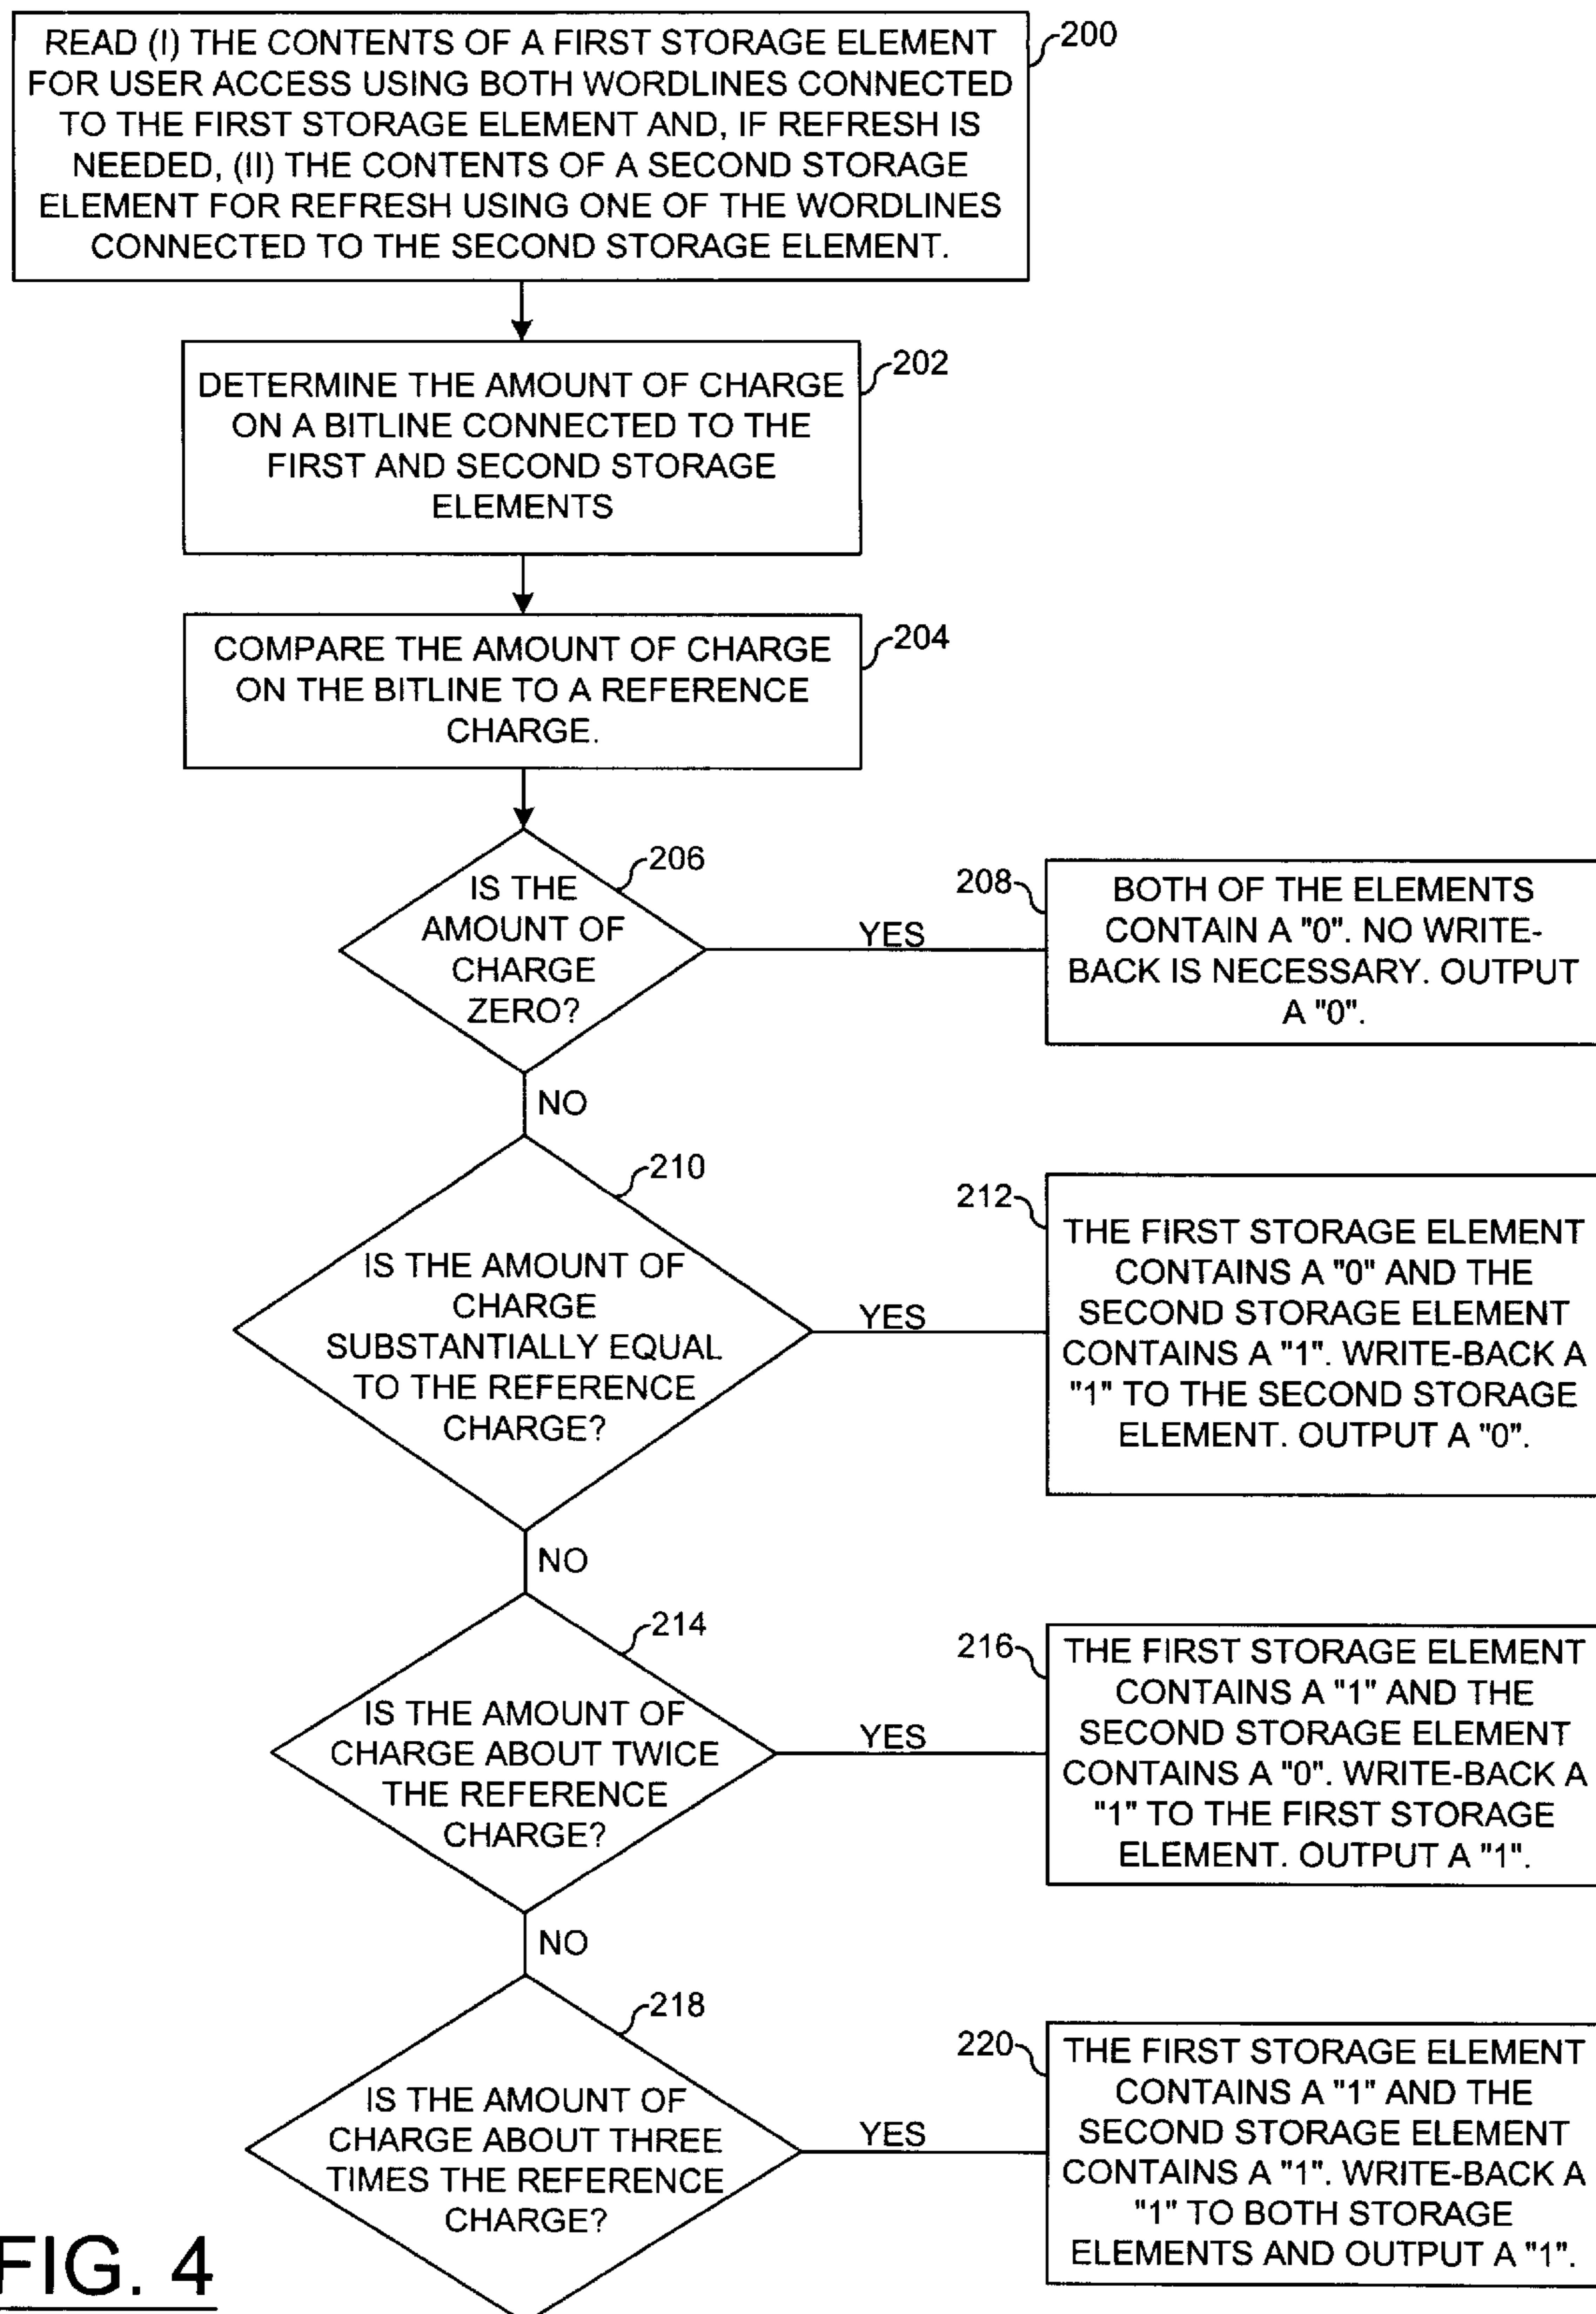 READ (I) THE CONTENTS OF A FIRST STORAGE ELEMENT
FOR USER ACCESS USING BOTH WORDLINES CONNECTED
TO THE FIRST STORAGE ELEMENT AND, IF REFRESH IS
NEEDED, (II) THE CONTENTS OF A SECOND STORAGE
ELEMENT FOR REFRESH USING ONE OF THE WORDLINES
CONNECTED TO THE SECOND STORAGE ELEMENT.
200
DETERMINE THE AMOUNT OF CHARGE
ON A BITLINE CONNECTED TO THE
FIRST AND SECOND STORAGE
ELEMENTS
202
COMPARE THE AMOUNT OF CHARGE
ON THE BITLINE TO A REFERENCE
CHARGE.
204
IS THE
AMOUNT OF
CHARGE
ZERO?
206
YES
208
BOTH OF THE ELEMENTS
CONTAIN A "0". NO WRITE-
BACK IS NECESSARY. OUTPUT
A "0".
NO
IS THE AMOUNT OF
CHARGE
SUBSTANTIALLY EQUAL
TO THE REFERENCE
CHARGE?
210
YES
212
THE FIRST STORAGE ELEMENT
CONTAINS A "0" AND THE
SECOND STORAGE ELEMENT
CONTAINS A "1". WRITE-BACK A
"1" TO THE SECOND STORAGE
ELEMENT. OUTPUT A "0".
NO
IS THE AMOUNT OF
CHARGE ABOUT TWICE
THE REFERENCE
CHARGE?
214
YES
216
THE FIRST STORAGE ELEMENT
CONTAINS A "1" AND THE
SECOND STORAGE ELEMENT
CONTAINS A "0". WRITE-BACK A
"1" TO THE FIRST STORAGE
ELEMENT. OUTPUT A "1".
NO
IS THE AMOUNT OF
CHARGE ABOUT THREE
TIMES THE REFERENCE
CHARGE?
218
YES
220
THE FIRST STORAGE ELEMENT
CONTAINS A "1" AND THE
SECOND STORAGE ELEMENT
CONTAINS A "1". WRITE-BACK A
"1" TO BOTH STORAGE
ELEMENTS AND OUTPUT A "1".
FIG. 4